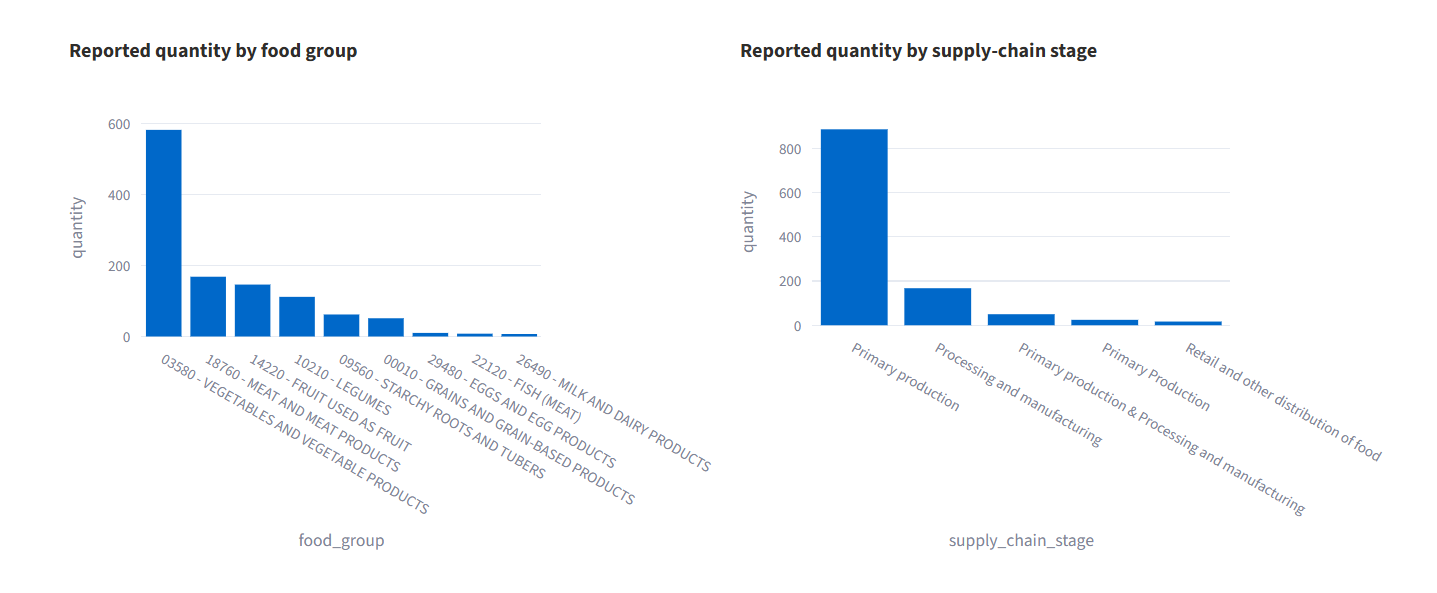 Reported quantity by food group
600
400
200
0
quantity
03580 - VEGETABLES AND VEGETABLE PRODUCTS
18760 - MEAT AND MEAT PRODUCTS
14220 - FRUIT USED AS FRUIT
10210 - LEGUMES
09560 - STARCHY ROOTS AND TUBERS
00010 - GRAINS AND GRAIN-BASED PRODUCTS
29480 - EGGS AND EGG PRODUCTS
22120 - FISH (MEAT)
26490 - MILK AND DAIRY PRODUCTS
food_group
Reported quantity by supply-chain stage
800
600
400
200
0
quantity
Primary production
Processing and manufacturing
Primary production & Processing and manufacturing
Primary Production
Retail and other distribution of food
supply_chain_stage